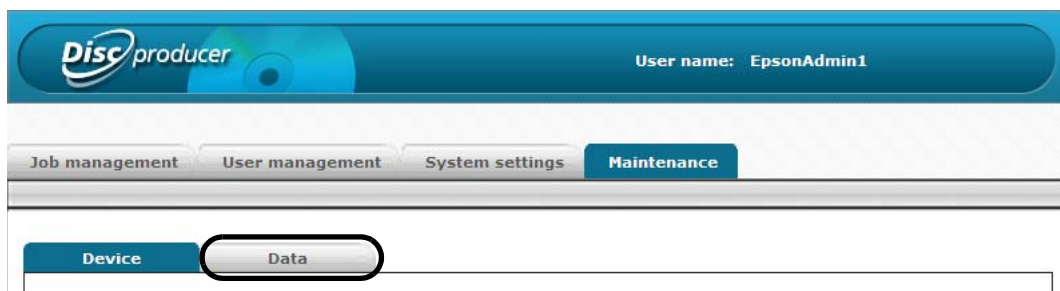 Disc producer
User name: EpsonAdmin1
Job management User management System settings Maintenance
Device Data